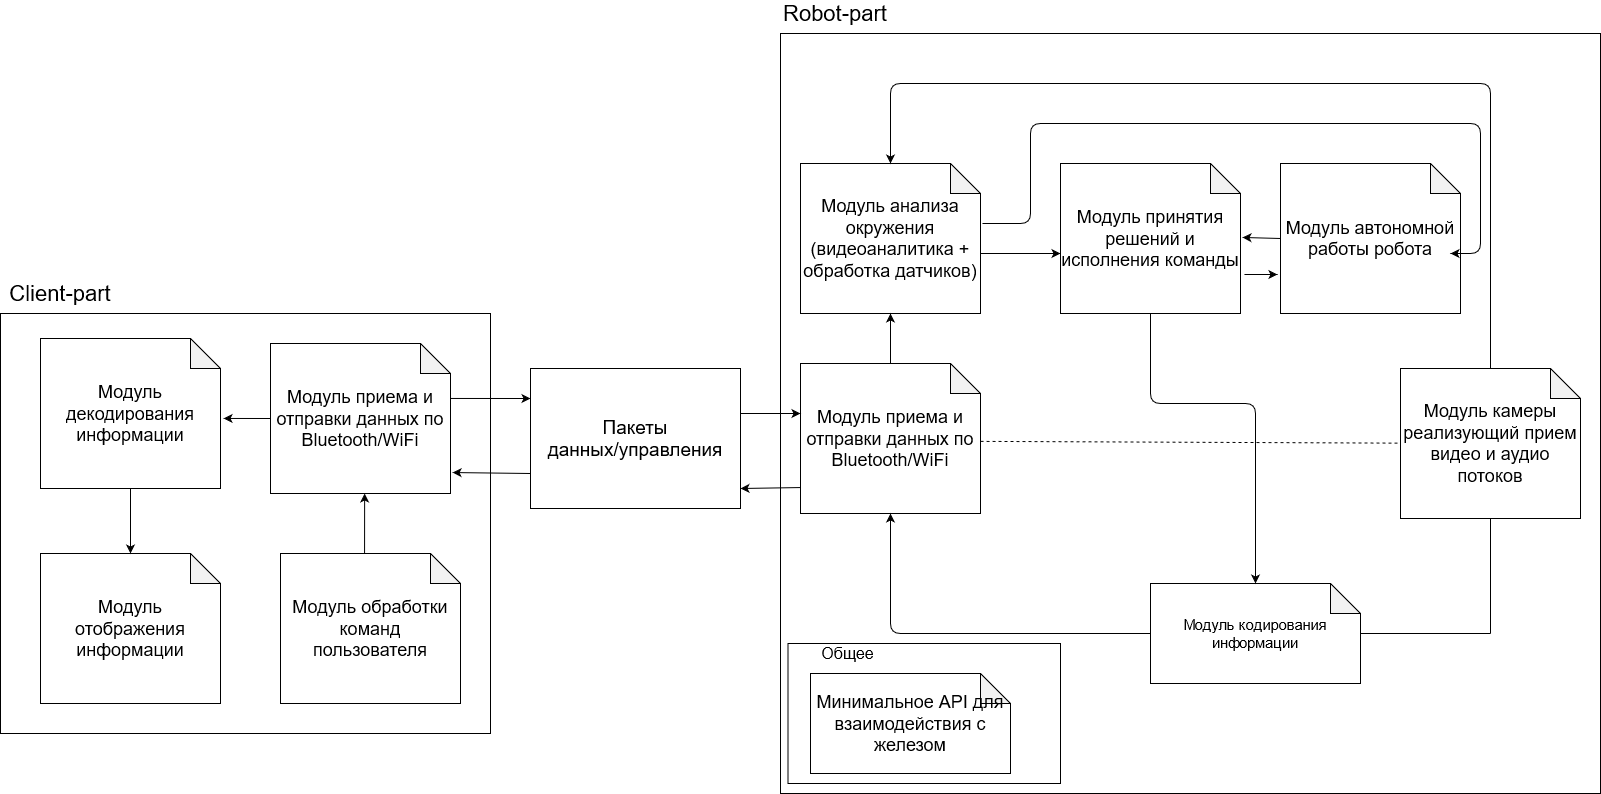 Robot-part
Модуль анализа
окружения
(видеоаналитика +
обработка датчиков)
Модуль принятия
решений и
исполнения команды
Модуль автономной
работы робота
Client-part
Модуль
декодирования
информации
Модуль приема и
отправки данных по
Bluetooth/WiFi
Пакеты
данных/управления
Модуль приема и
отправки данных по
Bluetooth/WiFi
Модуль камеры
реализующий прием
видео и аудио
потоков
Модуль
отображения
информации
Модуль обработки
команд
пользователя
Модуль кодирования
информации
Общее
Минимальное API для
взаимодействия с
железом